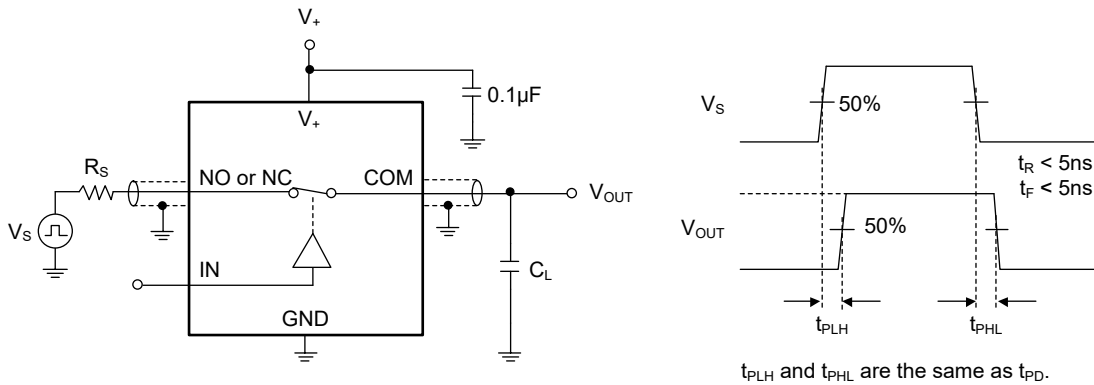 V+
0.1µF
V+
RS
NO or NC
COM
VOUT
VS
IN
CL
GND
VS
50%
tR < 5ns
tF < 5ns
VOUT
50%
tPLH
tPHL
tPLH and tPHL are the same as tPD.